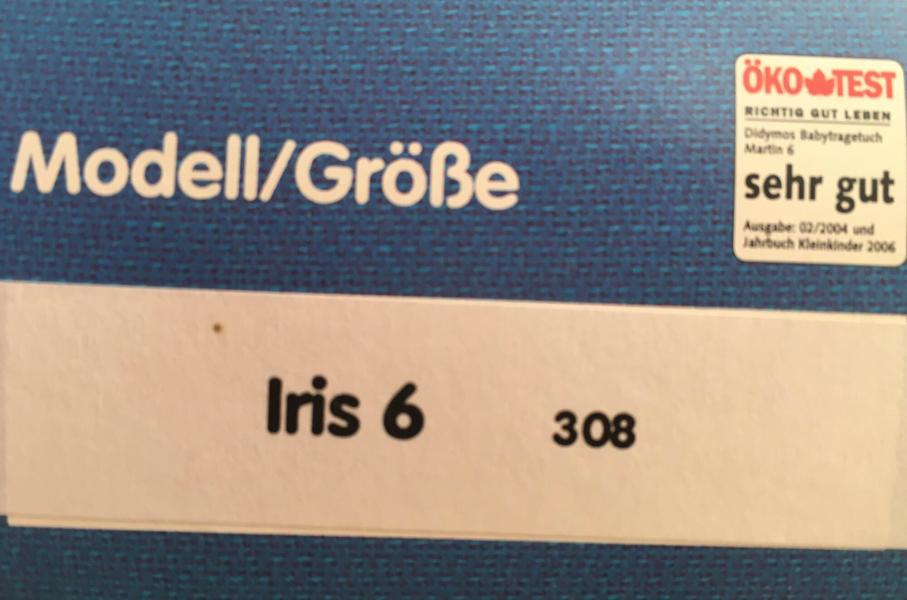 Modell/Größe
ÖKO TEST
RICHTIG GUT LEBEN
Didymos Babytragetuch
Martin 6
sehr gut
Ausgabe: 02/2004 und
Jahrbuch Kleinkinder 2006
Iris 6 308